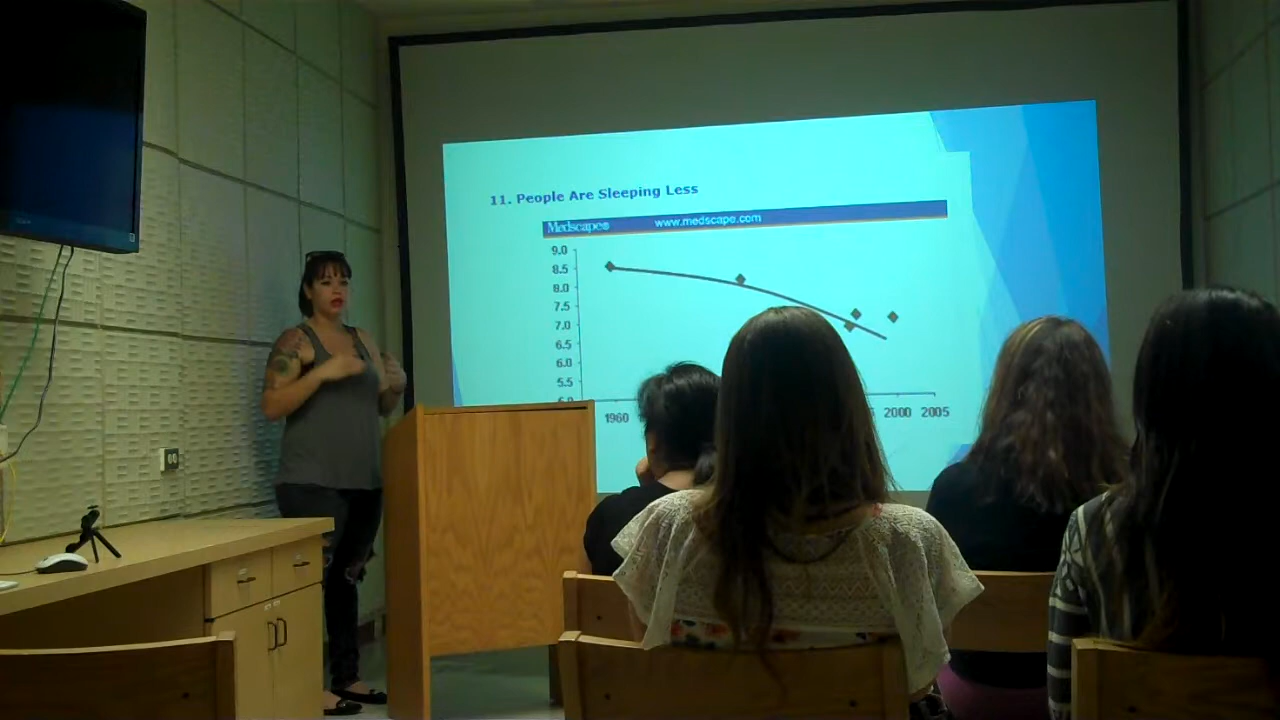 11. People Are Sleeping Less
Medscape® www.medscape.com
9.0
8.5
8.0
7.5
7.0
6.5
6.0
5.5
1960 2000 2005